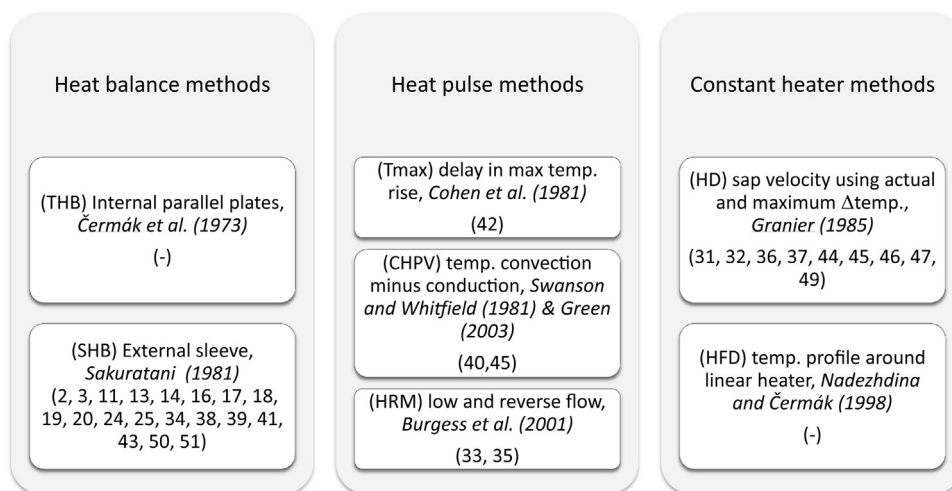 Heat balance methods
(THB) Internal parallel plates,
Čermák et al. (1973)
(-)
(SHB) External sleeve,
Sakuratani (1981)
(2, 3, 11, 13, 14, 16, 17, 18,
19, 20, 24, 25, 34, 38, 39, 41,
43, 50, 51)
Heat pulse methods
(Tmax) delay in max temp.
rise, Cohen et al. (1981)
(42)
(CHPV) temp. convection
minus conduction, Swanson
and Whitfield (1981) & Green
(2003)
(40,45)
(HRM) low and reverse flow,
Burgess et al. (2001)
(33, 35)
Constant heater methods
(HD) sap velocity using actual
and maximum Δtemp.,
Granier (1985)
(31, 32, 36, 37, 44, 45, 46, 47,
49)
(HFD) temp. profile around
linear heater, Nadezhdina
and Čermák (1998)
(-)